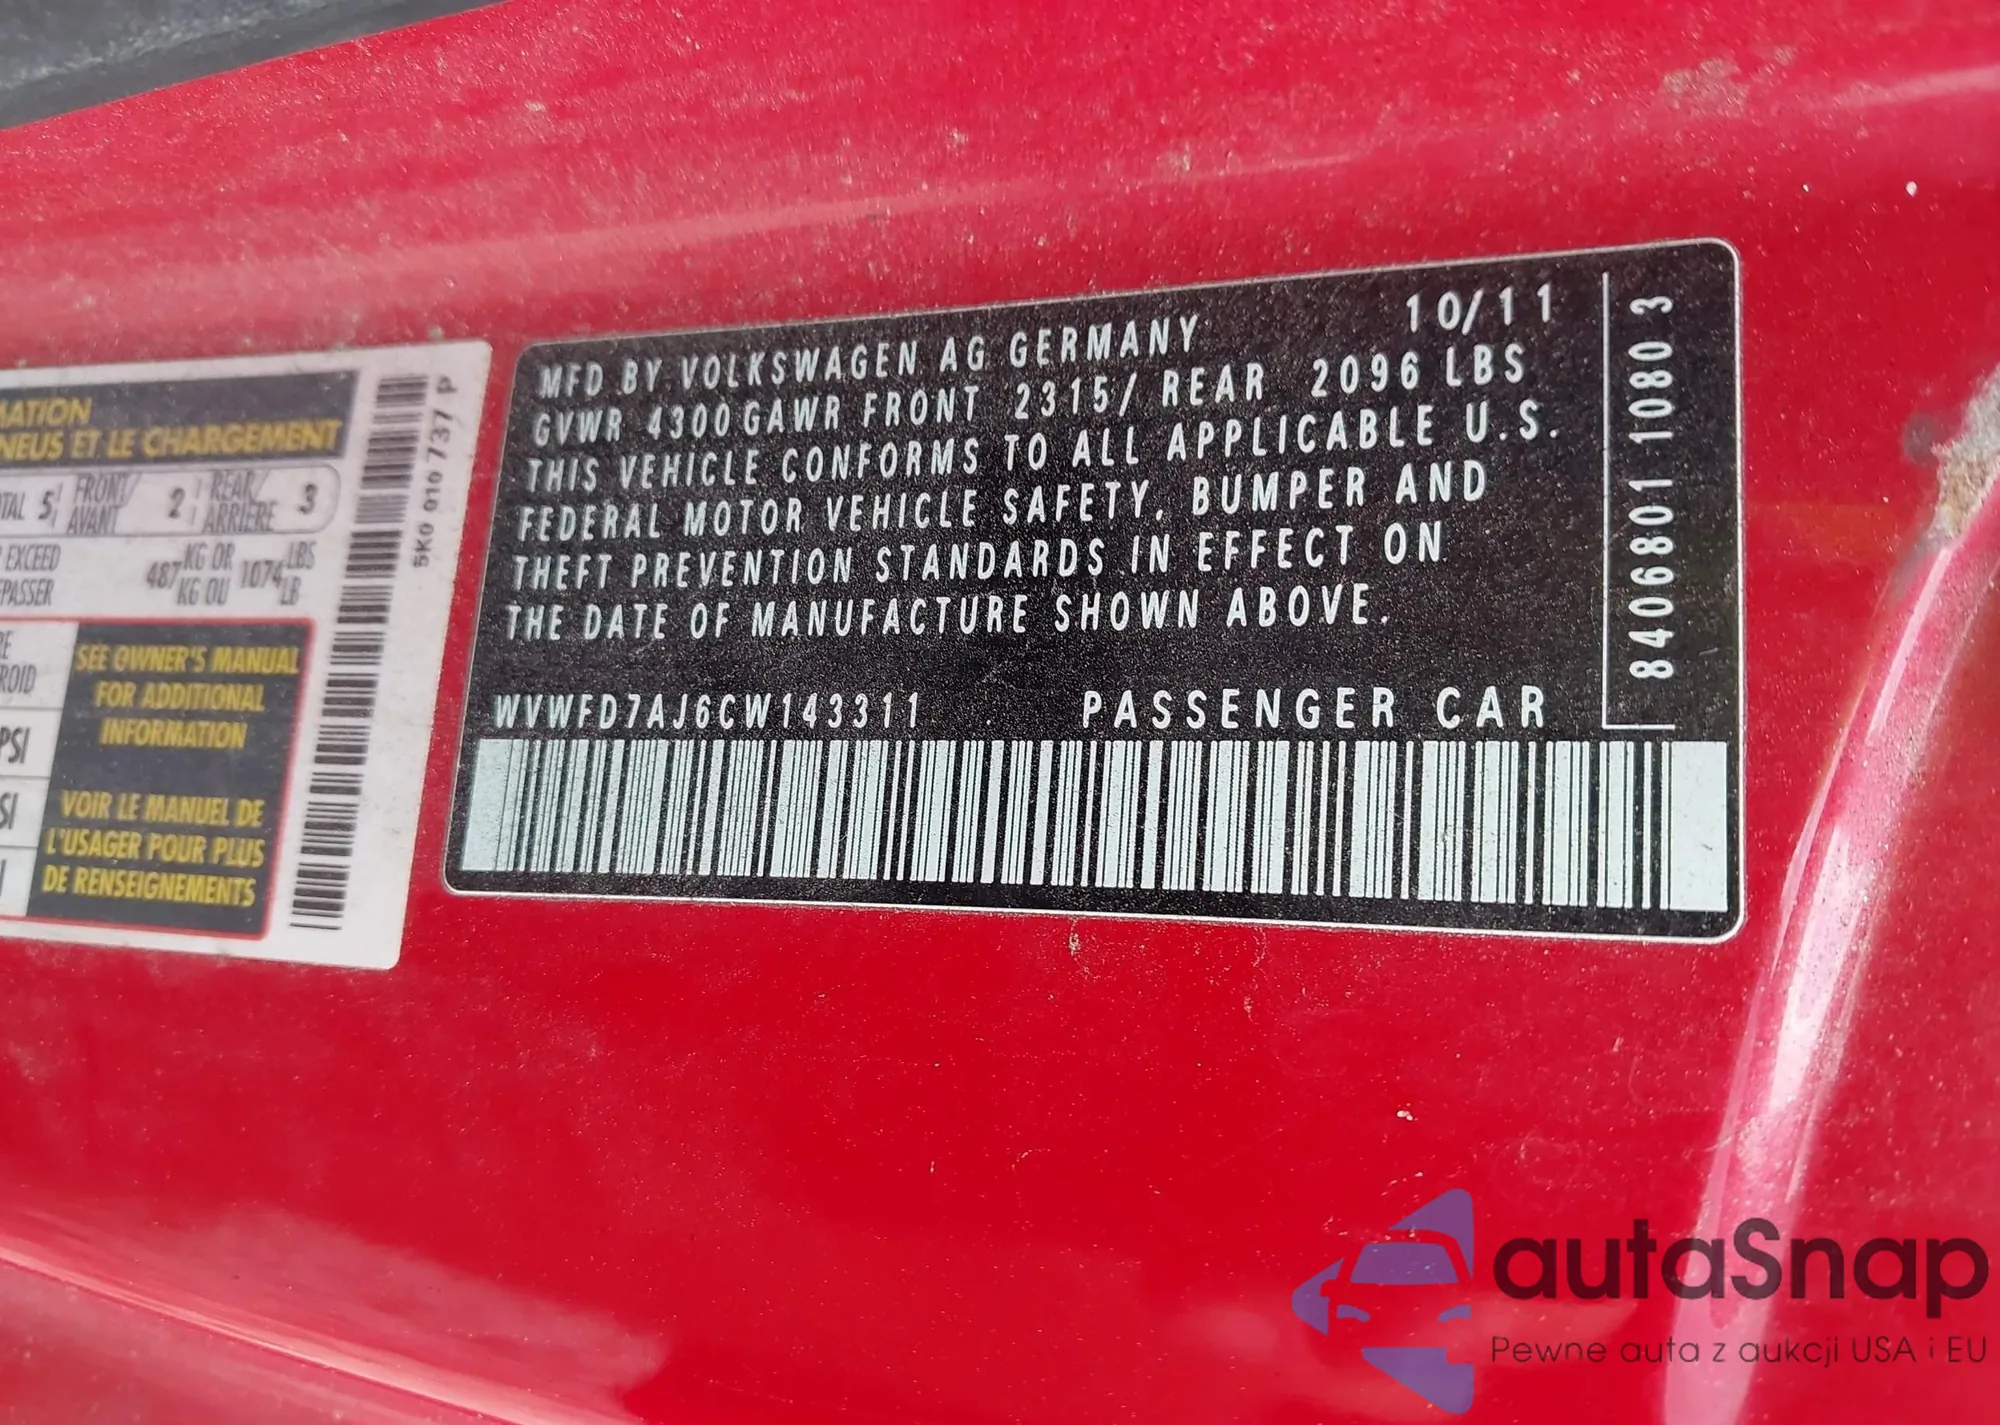 MATION
NEUS ET LE CHARGEMENT
TAL 5 FRONT/ AVANT 2 REAR/ ARRIÈRE 3
EXCEED 487 KG OR 1074 LBS
PASSER KG OU LB
SEE OWNER'S MANUAL
FOR ADDITIONAL
INFORMATION
VOIR LE MANUEL DE
L'USAGER POUR PLUS
DE RENSEIGNEMENTS
PSI
SI
5K0 010 737 P
MFD BY VOLKSWAGEN AG GERMANY 10/11
GVWR 4300 GAWR FRONT 2315/ REAR 2096 LBS
THIS VEHICLE CONFORMS TO ALL APPLICABLE U.S.
FEDERAL MOTOR VEHICLE SAFETY, BUMPER AND
THEFT PREVENTION STANDARDS IN EFFECT ON
THE DATE OF MANUFACTURE SHOWN ABOVE.
WVWFD7AJ6CW143311 PASSENGER CAR
8406801 1080 3
autaSnap
Pewne auta z aukcji USA i EU